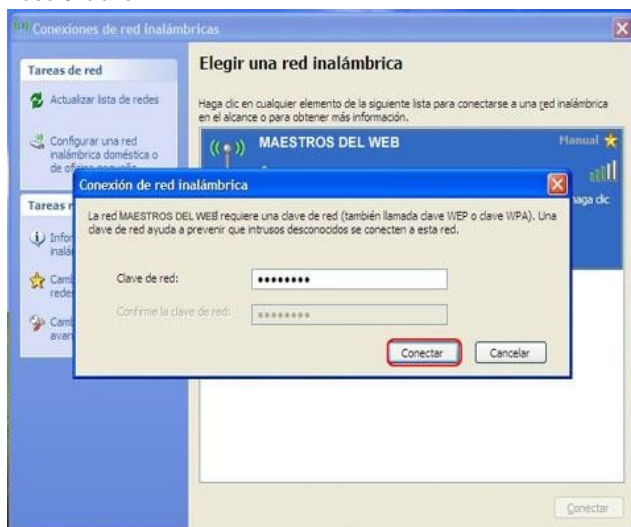 Conexiones de red inalámbricas
Tareas de red
Actualizar lista de redes
Configurar una red
inalámbrica doméstica o
de
Elegir una red inalámbrica
Haga clic en cualquier elemento de la siguiente lista para conectarse a una red inalámbrica
en el alcance o para obtener más información.
MAESTROS DEL WEB
Manual
haga clic
Conexión de red inalámbrica
La red MAESTROS DEL WEB requiere una clave de red (también llamada clave WEP o clave WPA). Una
clave de red ayuda a prevenir que intrusos desconocidos se conecten a esta red.
Clave de red:
Confirme la clave de red:
Conectar
Cancelar
Tareas
Conectar